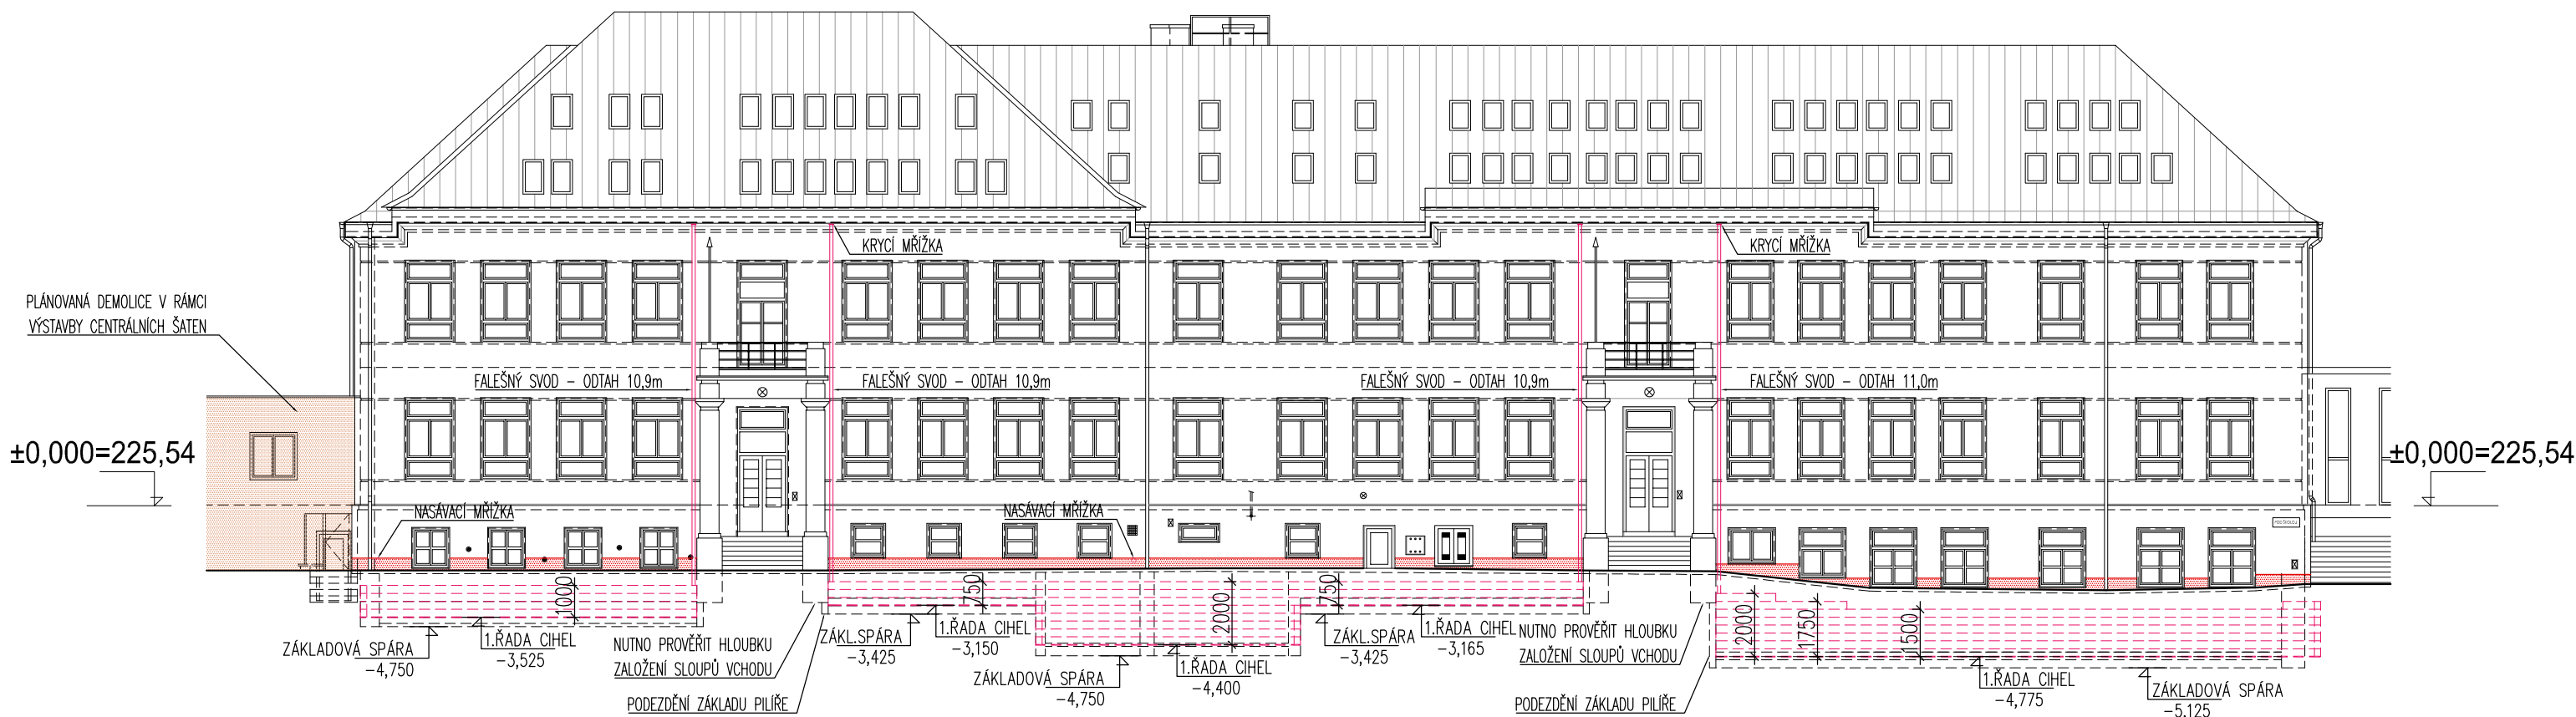 KRYCÍ MŘÍŽKA
KRYCÍ MŘÍŽKA
PLÁNOVANÁ DEMOLICE V RÁMCI
VÝSTAVBY CENTRÁLNÍCH ŠATEN
FALEŠNÝ SVOD - ODTAH 10,9m
FALEŠNÝ SVOD - ODTAH 10,9m
FALEŠNÝ SVOD - ODTAH 10,9m
FALEŠNÝ SVOD - ODTAH 11,0m
±0,000=225,54
±0,000=225,54
NASÁVACÍ MŘÍŽKA
NASÁVACÍ MŘÍŽKA
1000
750
2000
750
2000
1750
1500
ZÁKLADOVÁ SPÁRA
-4,750
1.ŘADA CIHEL
-3,525
NUTNO PROVĚŘIT HLOUBKU
ZALOŽENÍ SLOUPŮ VCHODU
PODEZDĚNÍ ZÁKLADU PILÍŘE
ZÁKL.SPÁRA
-3,425
1.ŘADA CIHEL
-3,150
ZÁKLADOVÁ SPÁRA
-4,750
1.ŘADA CIHEL
-4,400
ZÁKL.SPÁRA
-3,425
1.ŘADA CIHEL
-3,165
NUTNO PROVĚŘIT HLOUBKU
ZALOŽENÍ SLOUPŮ VCHODU
PODEZDĚNÍ ZÁKLADU PILÍŘE
1.ŘADA CIHEL
-4,775
ZÁKLADOVÁ SPÁRA
-5,125